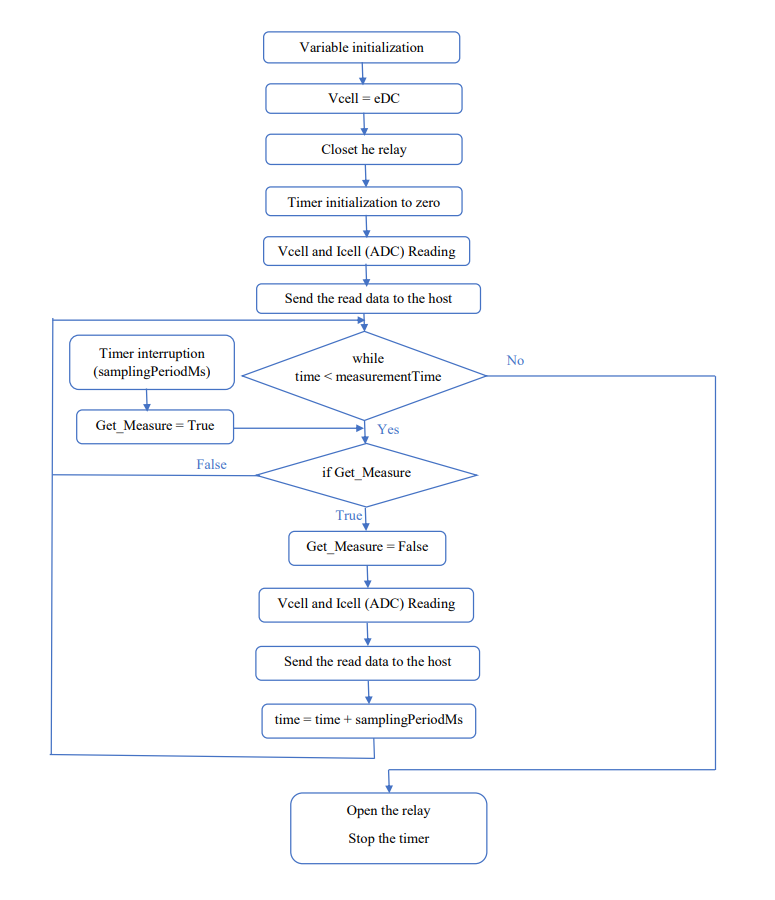 Variable initialization
Vcell = eDC
Closet he relay
Timer initialization to zero
Vcell and Icell (ADC) Reading
Send the read data to the host
Timer interruption
(samplingPeriodMs)
while
time < measurementTime
No
Get_Measure = True
Yes
False
if Get_Measure
True
Get_Measure = False
Vcell and Icell (ADC) Reading
Send the read data to the host
time = time + samplingPeriodMs
Open the relay
Stop the timer